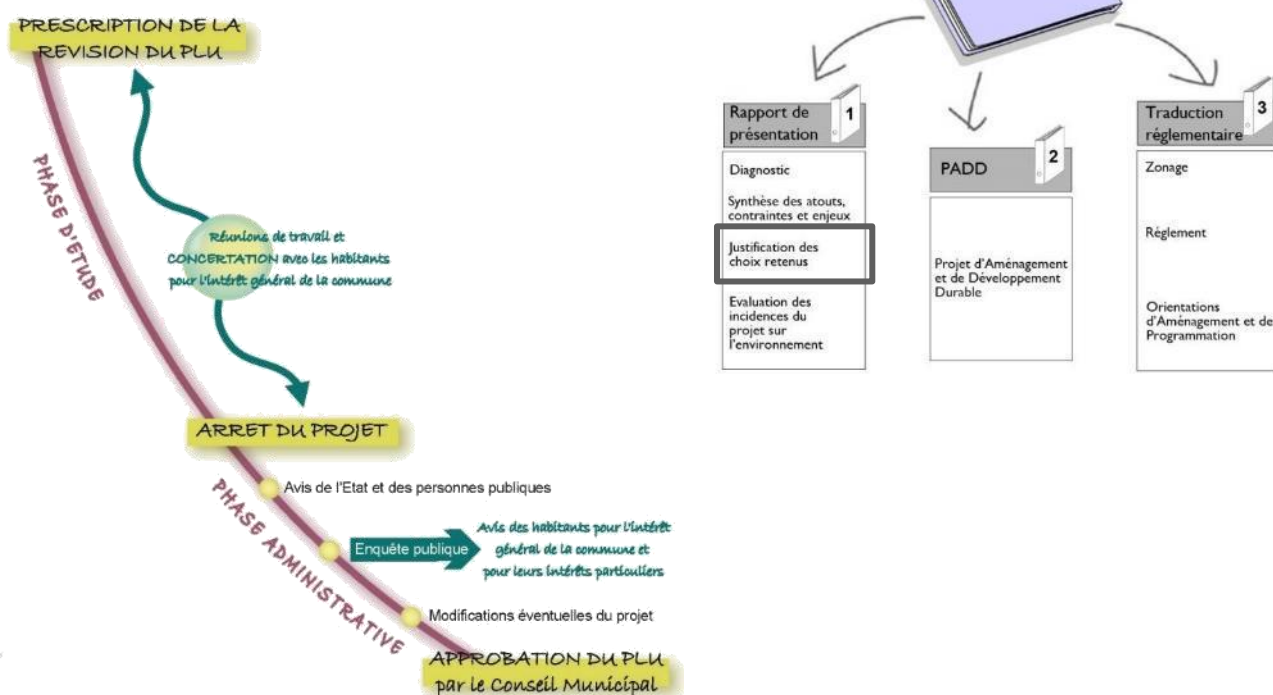 PRESCRIPTION DE LA
REVISION DU PLU
PHASE D'ETUDE
Réunions de travail et
CONCERTATION avec les habitants
pour l'intérêt général de la commune
ARRET DU PROJET
PHASE ADMINISTRATIVE
Avis de l'Etat et des personnes publiques
Enquête publique
Avis des habitants pour l'intérêt
général de la commune et
pour leurs intérêts particuliers
Modifications éventuelles du projet
APPROBATION DU PLU
par le Conseil Municipal
Rapport de
présentation
1
Diagnostic
Synthèse des atouts,
contraintes et enjeux
Justification des
choix retenus
Evaluation des
incidences du
projet sur
l'environnement
PADD
2
Projet d'Aménagement
et de Développement
Durable
Traduction
réglementaire
3
Zonage
Réglement
Orientations
d'Aménagement et de
Programmation